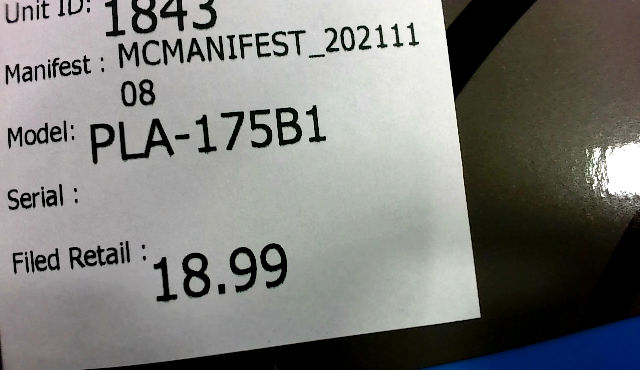 Unit ID: 1843
Manifest : MCMANIFEST_202111
08
Model: PLA-175B1
Serial :
Filed Retail : 18.99